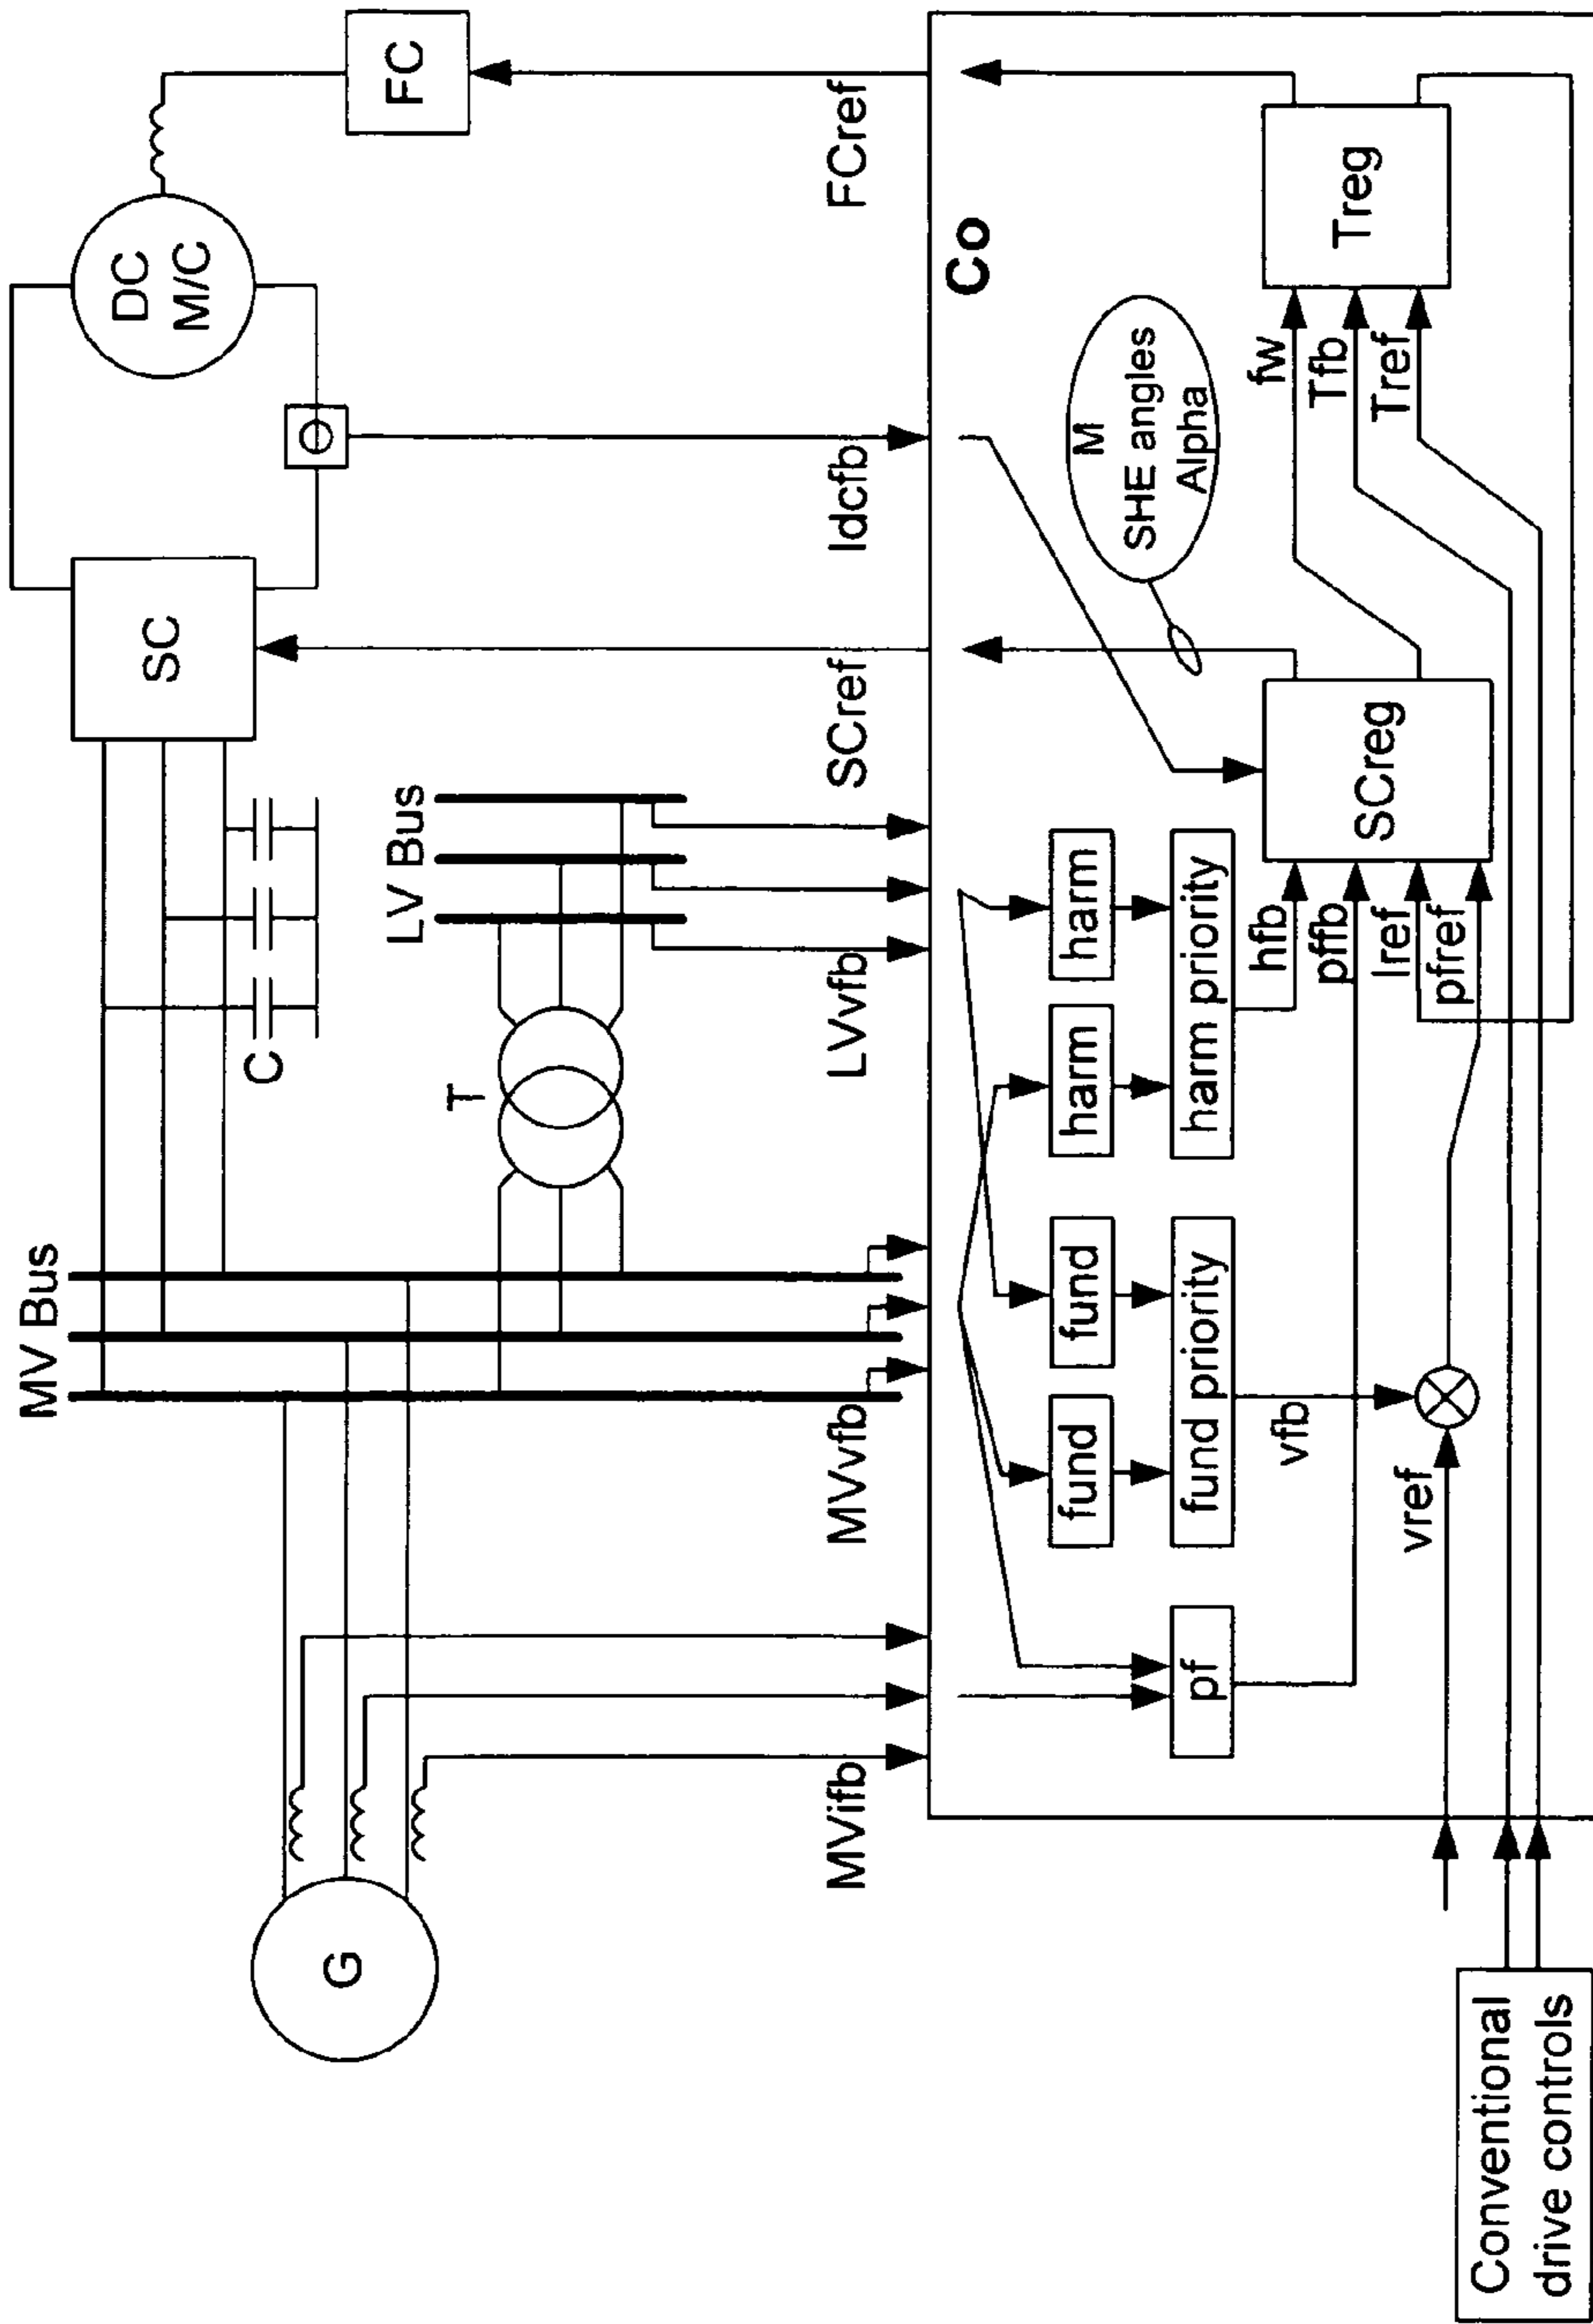 MV Bus
G
C
T
LV Bus
SC
DC
M/C
FC
MVifb
MVvfb
LVvfb
SCref
Idcfb
FCref
Co
pf
fund
fund
harm
harm
fund priority
harm priority
M
SHE angles
Alpha
vfb
hfb
pffb
Iref
pfref
SCreg
fw
Tfb
Tref
Treg
vref
Conventional
drive controls